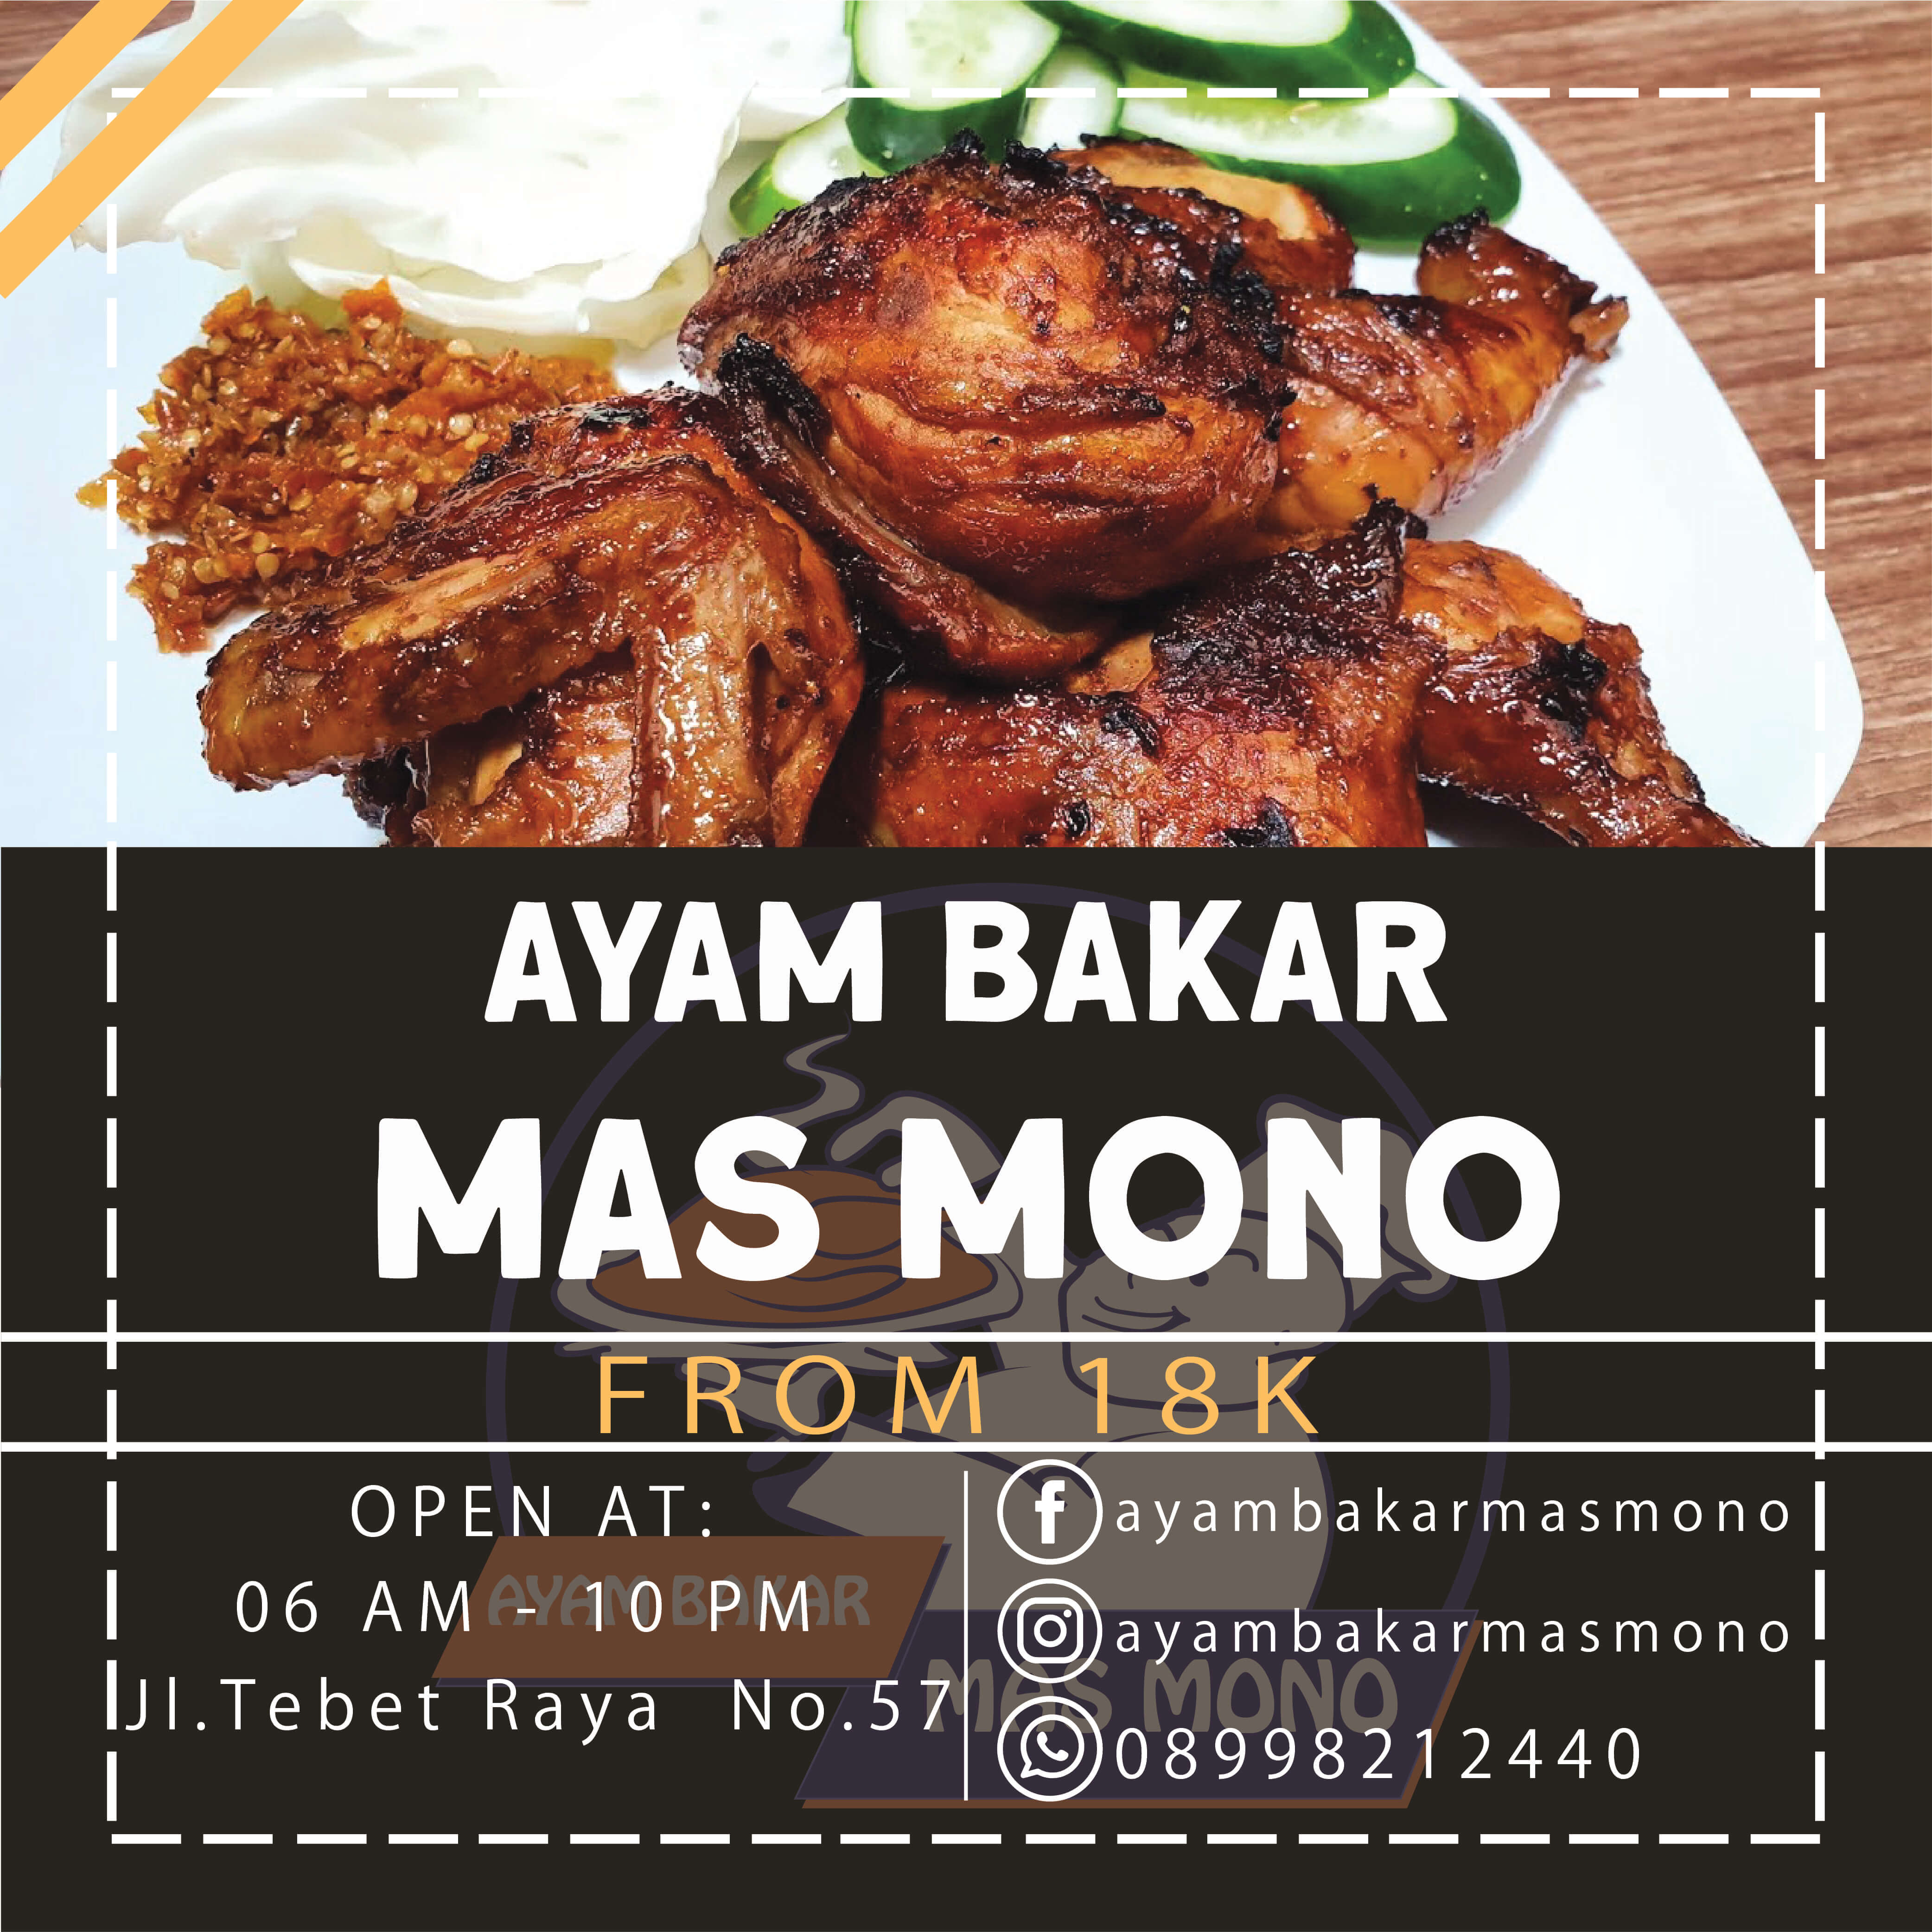 AYAM BAKAR
MAS MONO
FROM 18K
OPEN AT:
06 AM - 10 PM
Jl.Tebet Raya No.57
ayambakarmasmono
ayambakarmasmono
08998212440
AYAM BAKAR
MAS MONO